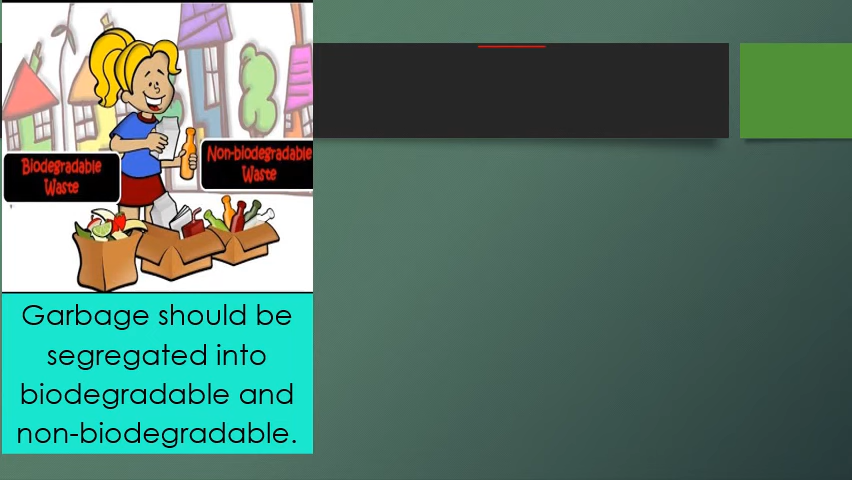 Biodegradable
Waste
Non-biodegradable
Waste
Garbage should be
segregated into
biodegradable and
non-biodegradable.